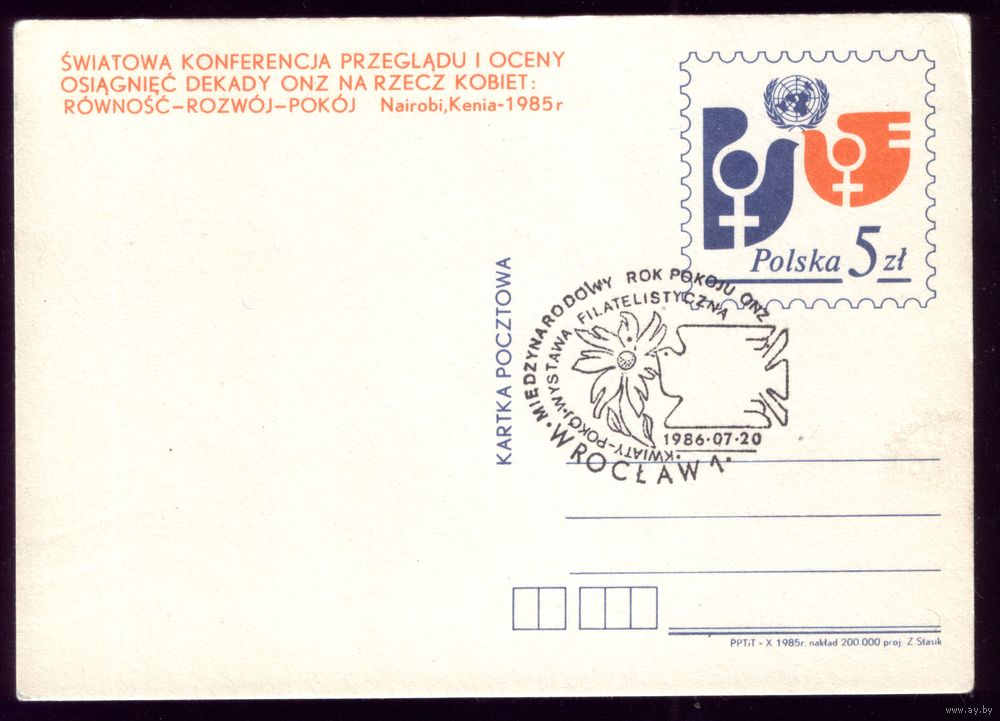 ŚWIATOWA KONFERENCJA PRZEGLĄDU I OCENY
OSIĄGNIĘĆ DEKADY ONZ NA RZECZ KOBIET:
RÓWNOŚĆ–ROZWÓJ–POKÓJ Nairobi, Kenia-1985 r
Polska 5 zł
KARTKA POCZTOWA
MIĘDZYNARODOWY ROK POKOJU ONZ
KWIATY-POKÓJ·WYSTAWA FILATELISTYCZNA
1986·07·20
·WROCŁAW 1·
PPTiT - X 1985r. nakład 200.000 proj. Z.Stasik
www.ay.by